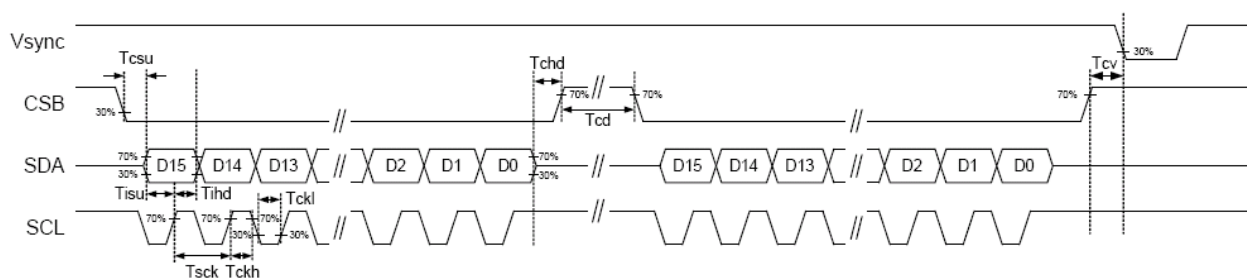 Vsync
30%
Tcsu
Tchd
Tcv
CSB
30%
70%
//
70%
70%
//
Tcd
//
SDA
70%
30%
D15
D14
D13
//
D2
D1
D0
70%
30%
//
D15
D14
D13
//
D2
D1
D0
Tisu
Tihd
Tckl
SCL
70%
70%
30%
70%
30%
//
//
//
Tsck
Tckh